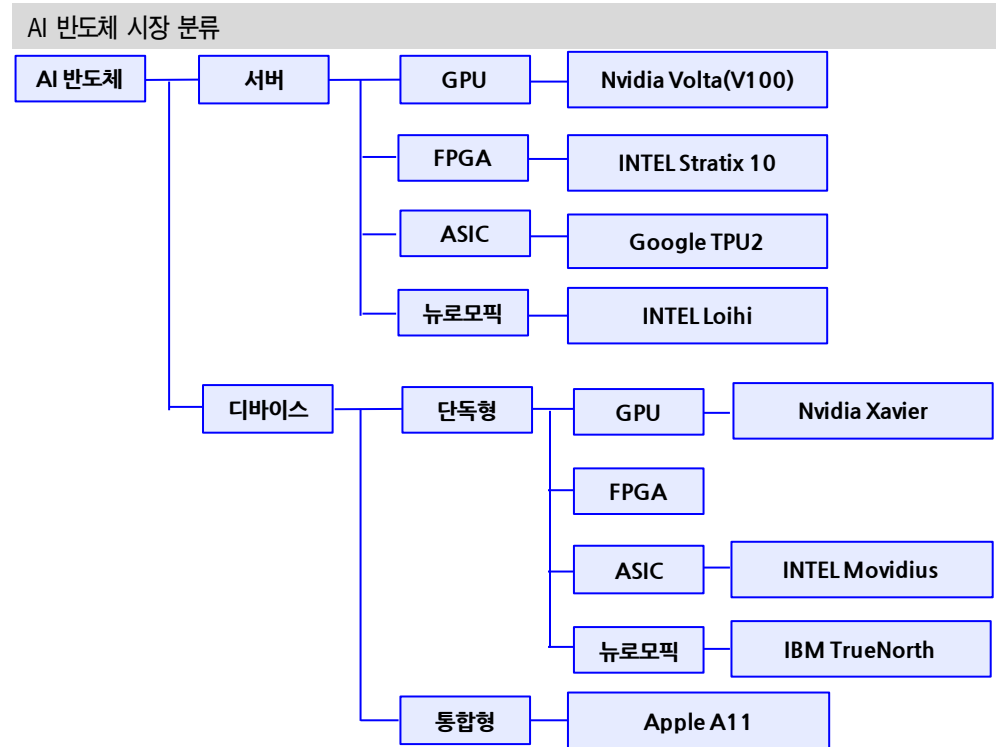 AI 반도체 시장 분류
AI 반도체 서버 GPU Nvidia Volta(V100)
FPGA INTEL Stratix 10
ASIC Google TPU2
뉴로모픽 INTEL Loihi
디바이스 단독형 GPU Nvidia Xavier
FPGA
ASIC INTEL Movidius
뉴로모픽 IBM TrueNorth
통합형 Apple A11